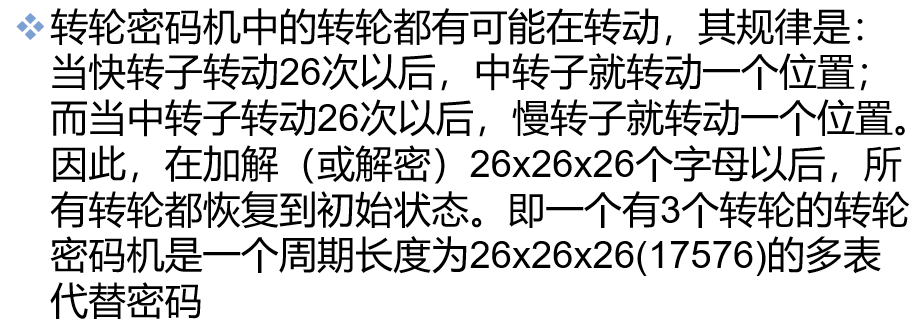 ❖转轮密码机中的转轮都有可能在转动，其规律是：
当快转子转动26次以后，中转子就转动一个位置；
而当中转子转动26次以后，慢转子就转动一个位置。
因此，在加解（或解密）26x26x26个字母以后，所
有转轮都恢复到初始状态。即一个有3个转轮的转轮
密码机是一个周期长度为26x26x26(17576)的多表
代替密码